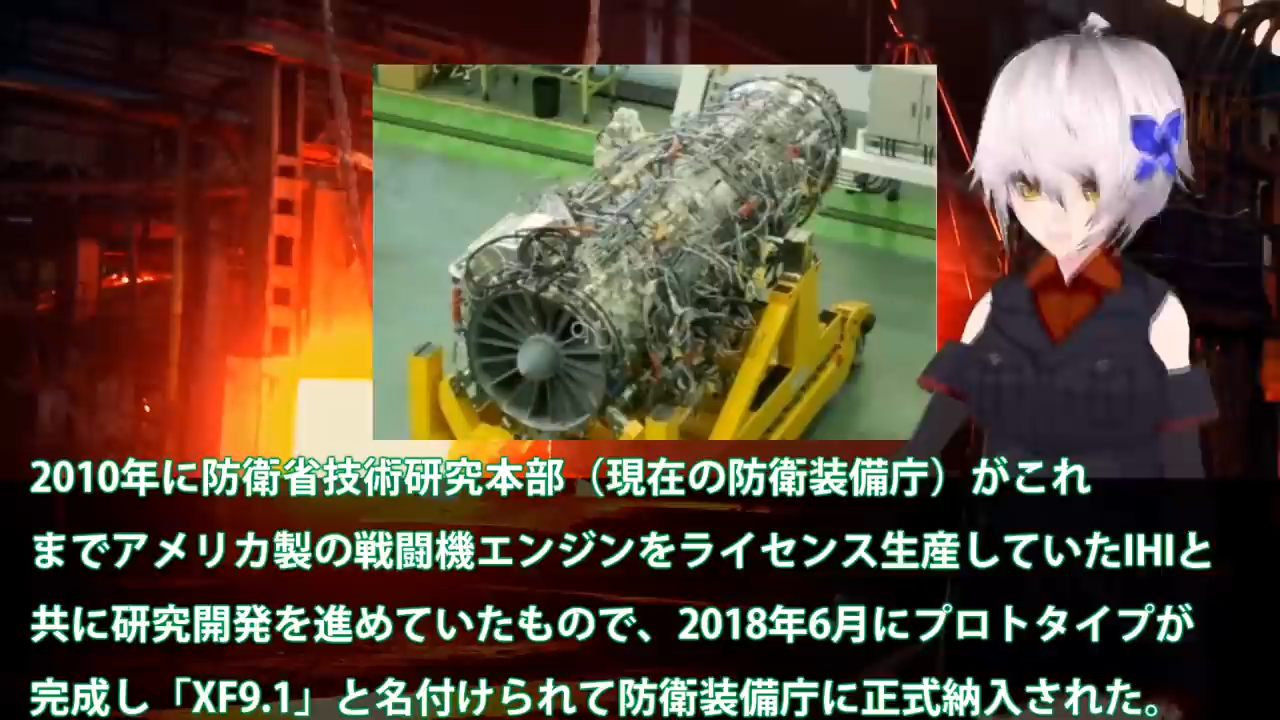 2010年に防衛省技術研究本部（現在の防衛装備庁）がこれ
までアメリカ製の戦闘機エンジンをライセンス生産していたIHIと
共に研究開発を進めていたもので、2018年6月にプロトタイプが
完成し「XF9.1」と名付けられて防衛装備庁に正式納入された。